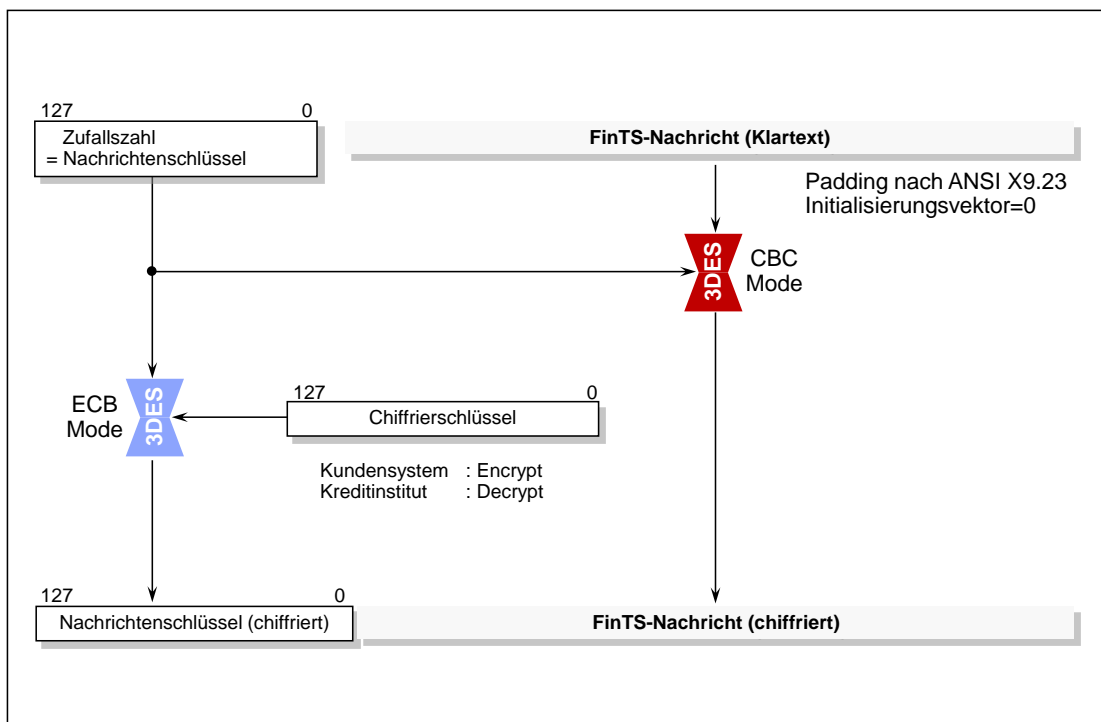 127 0
Zufallszahl
= Nachrichtenschlüssel
FinTS-Nachricht (Klartext)
Padding nach ANSI X9.23
Initialisierungsvektor=0
3DES
CBC
Mode
ECB
Mode
3DES
127 0
Chiffrierschlüssel
Kundensystem : Encrypt
Kreditinstitut : Decrypt
127 0
Nachrichtenschlüssel (chiffriert)
FinTS-Nachricht (chiffriert)